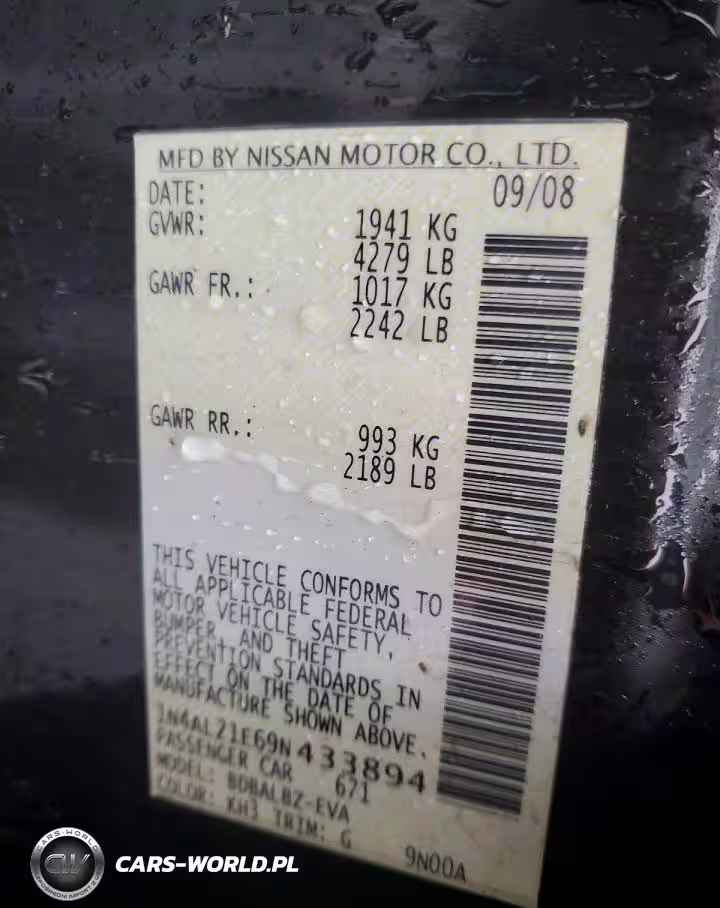 MFD BY NISSAN MOTOR CO., LTD.
DATE: 09/08
GVWR: 1941 KG
4279 LB
GAWR FR.: 1017 KG
2242 LB
GAWR RR.: 993 KG
2189 LB
THIS VEHICLE CONFORMS TO
ALL APPLICABLE FEDERAL
MOTOR VEHICLE SAFETY,
BUMPER, AND THEFT
PREVENTION STANDARDS IN
EFFECT ON THE DATE OF
MANUFACTURE SHOWN ABOVE.
1N4AL21E69N433894
PASSENGER CAR 671
MODEL: BDBALBZ-EVA
COLOR: KH3 TRIM: G 9N00A
CARS-WORLD
CW
CARS-WORLD.PL